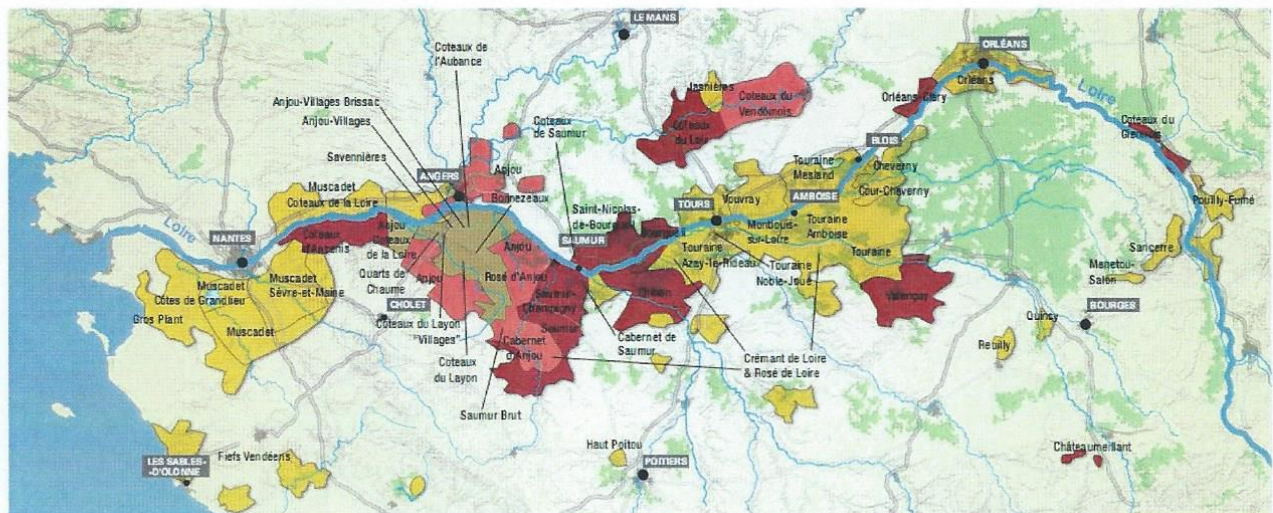 LE MANS
Coteaux de
l'Aubance
Anjou-Villages Brissac
Anjou-Villages
Savennières
Coteaux
de Saumur
Jasnières
Coteaux du
Vendômois
Coteaux
du Loir
ORLÉANS
Orléans
Orléans-Cléry
Loire
Coteaux du
Giennois
BLOIS
Touraine
Mesland
Cheverny
Cour-Cheverny
Pouilly-Fumé
Sancerre
Menetou-
Salon
ANGERS
Anjou
Bonnezeaux
Muscadet
Coteaux de la Loire
Loire
NANTES
Coteaux
d'Ancenis
Anjou
Coteaux
de la Loire
Quarts de
Chaume
Anjou
CHOLET
Anjou
Rosé d'Anjou
Saint-Nicolas-
de-Bourgueil
Bourgueil
SAUMUR
TOURS
Vouvray
AMBOISE
Montlouis-
sur-Loire
Touraine
Amboise
Touraine
Touraine
Azay-le-Rideau
Touraine
Noble-Joué
Valençay
Muscadet
Côtes de Grandlieu
Muscadet
Sèvre-et-Maine
Gros Plant
Muscadet
Coteaux du Layon
"Villages"
Coteaux
du Layon
Saumur-
Champigny
Saumur
Cabernet
d'Anjou
Saumur Brut
Chinon
Cabernet de
Saumur
Crémant de Loire
& Rosé de Loire
Quincy
Reuilly
BOURGES
Châteaumeillant
Haut Poitou
POITIERS
LES SABLES-
-D'OLONNE
Fiefs Vendéens